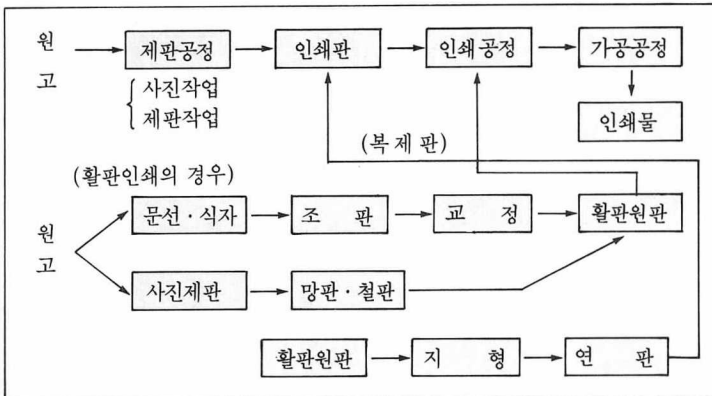 원고
제판공정
인쇄판
인쇄공정
가공공정
사진작업
제판작업
인쇄물
(복제판)
(활판인쇄의 경우)
원고
문선·식자
조 판
교 정
활판원판
사진제판
망판·철판
활판원판
지 형
연 판